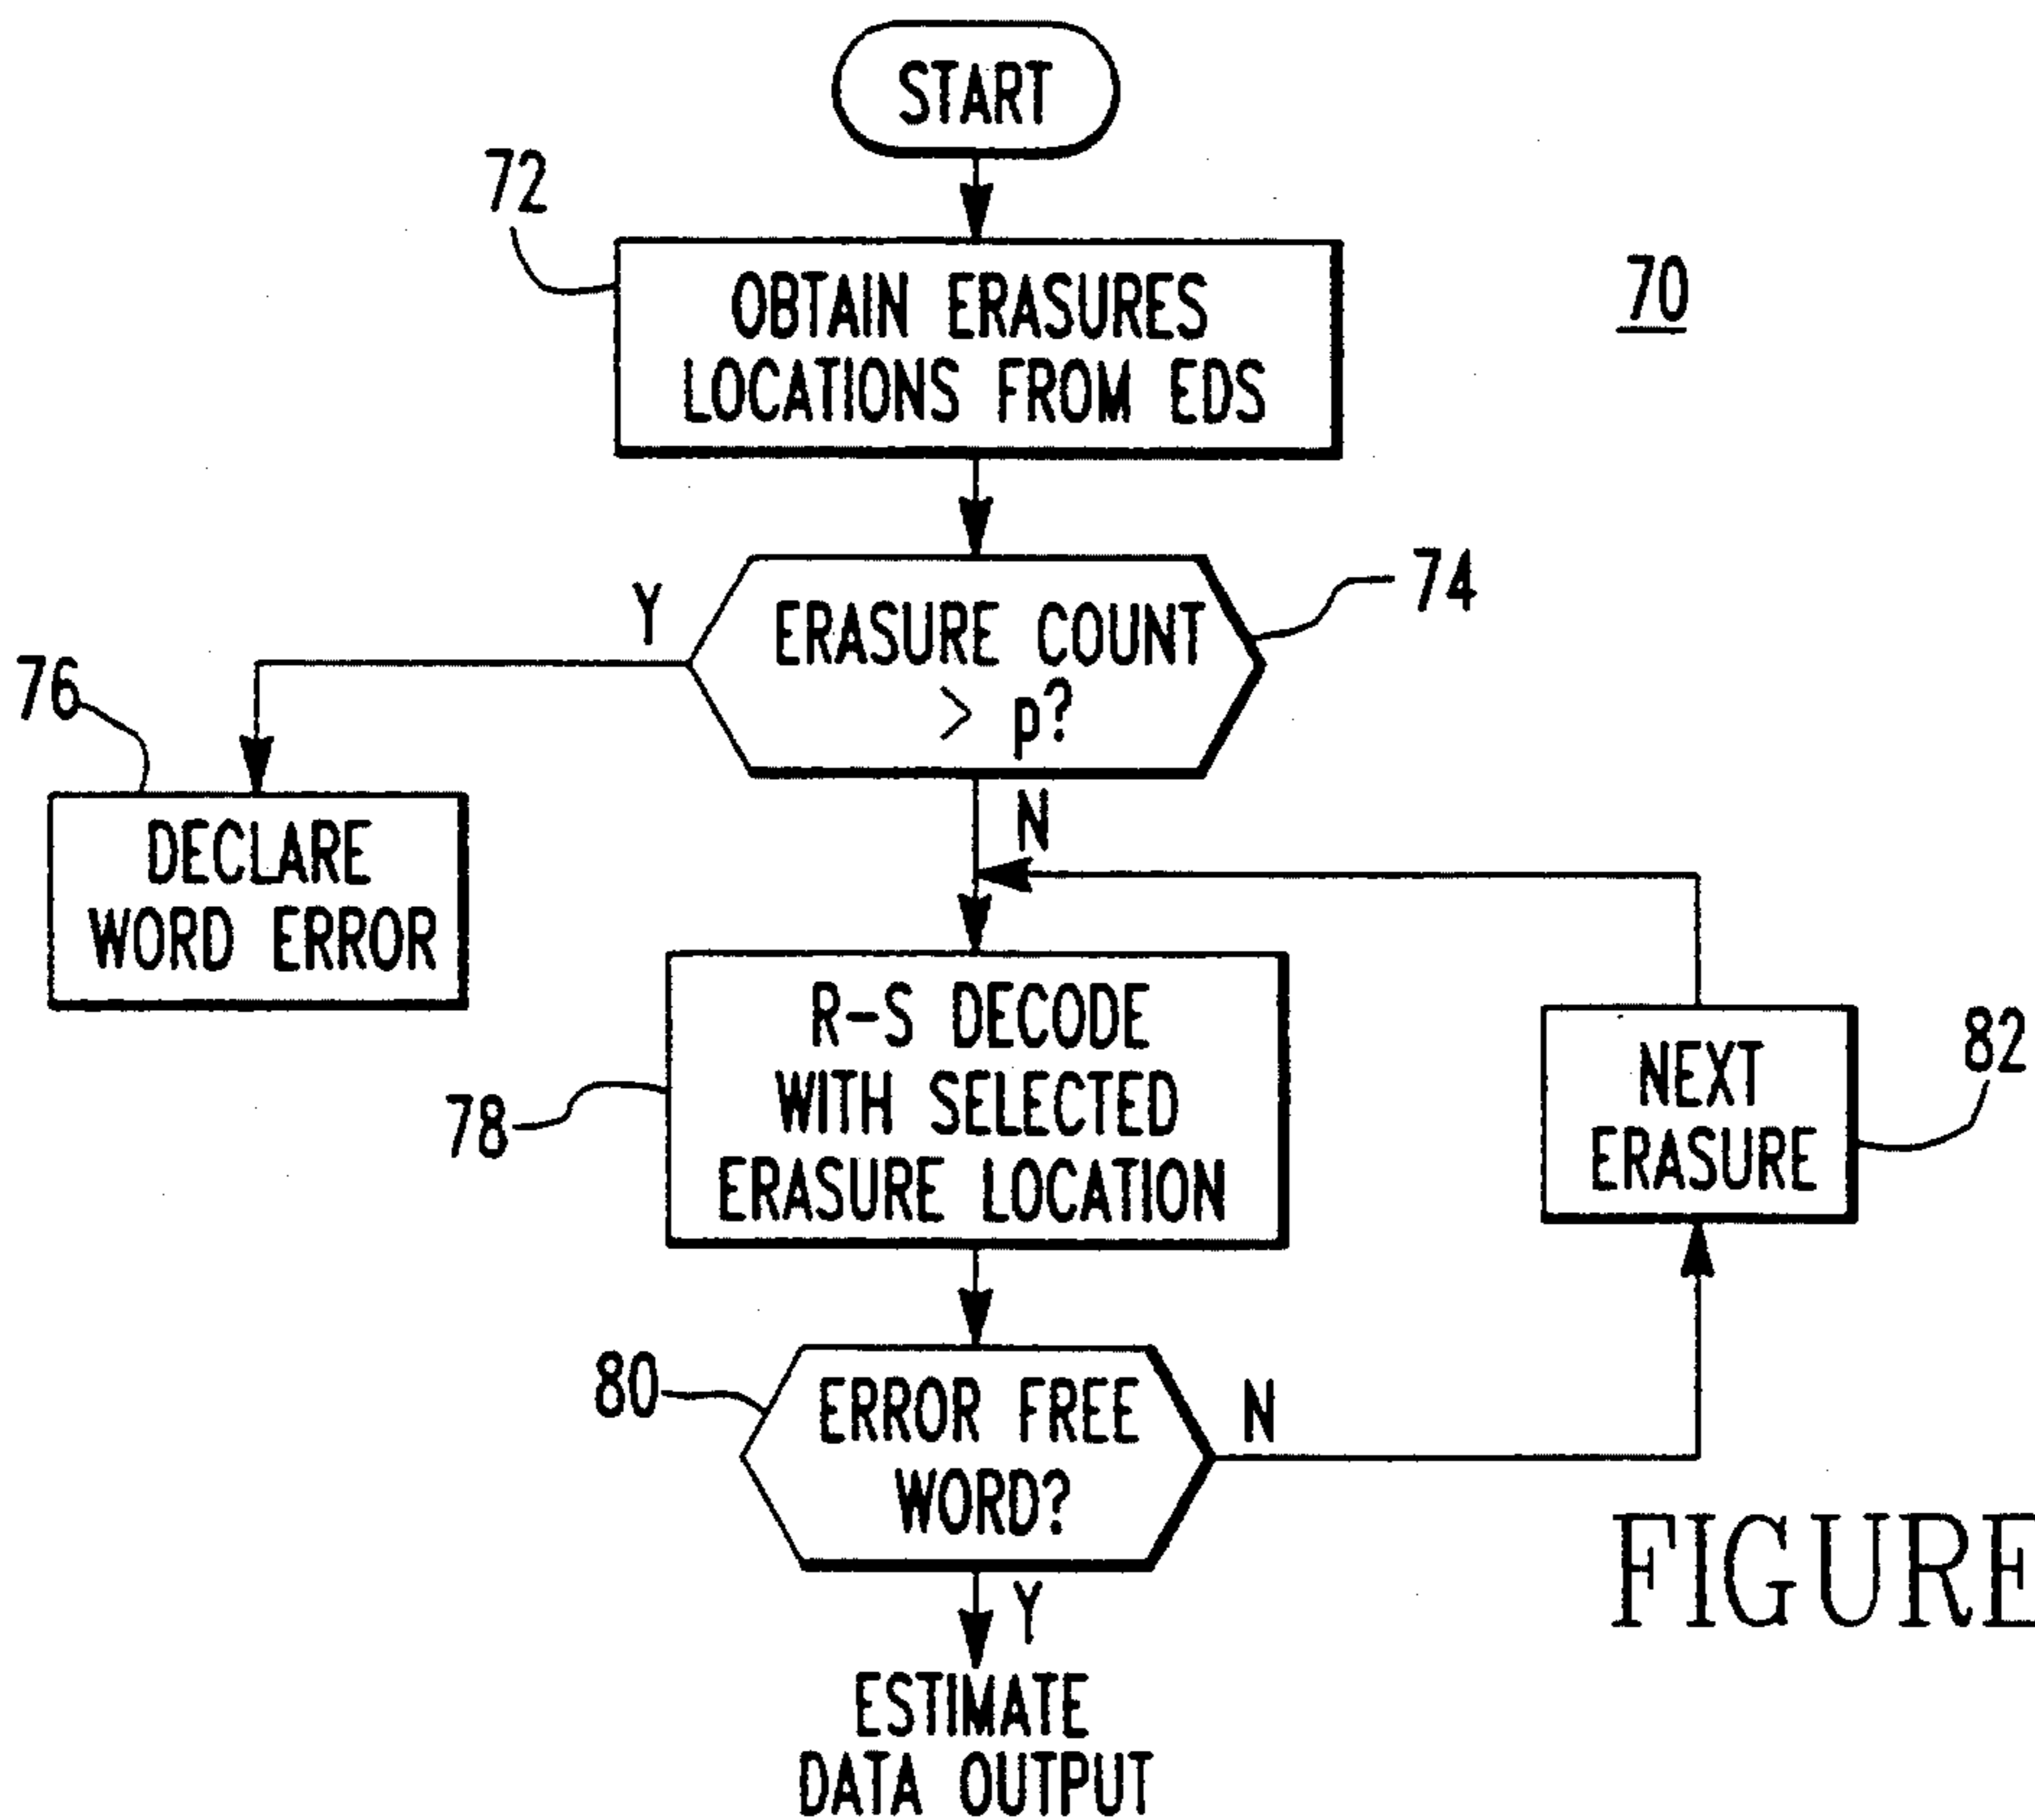 START
72
OBTAIN ERASURES
LOCATIONS FROM EDS
70
74
Y
ERASURE COUNT
> p?
76
N
DECLARE
WORD ERROR
R-S DECODE
WITH SELECTED
ERASURE LOCATION
78
NEXT
ERASURE
82
80
ERROR FREE
WORD?
N
Y
FIGURE
ESTIMATE
DATA OUTPUT